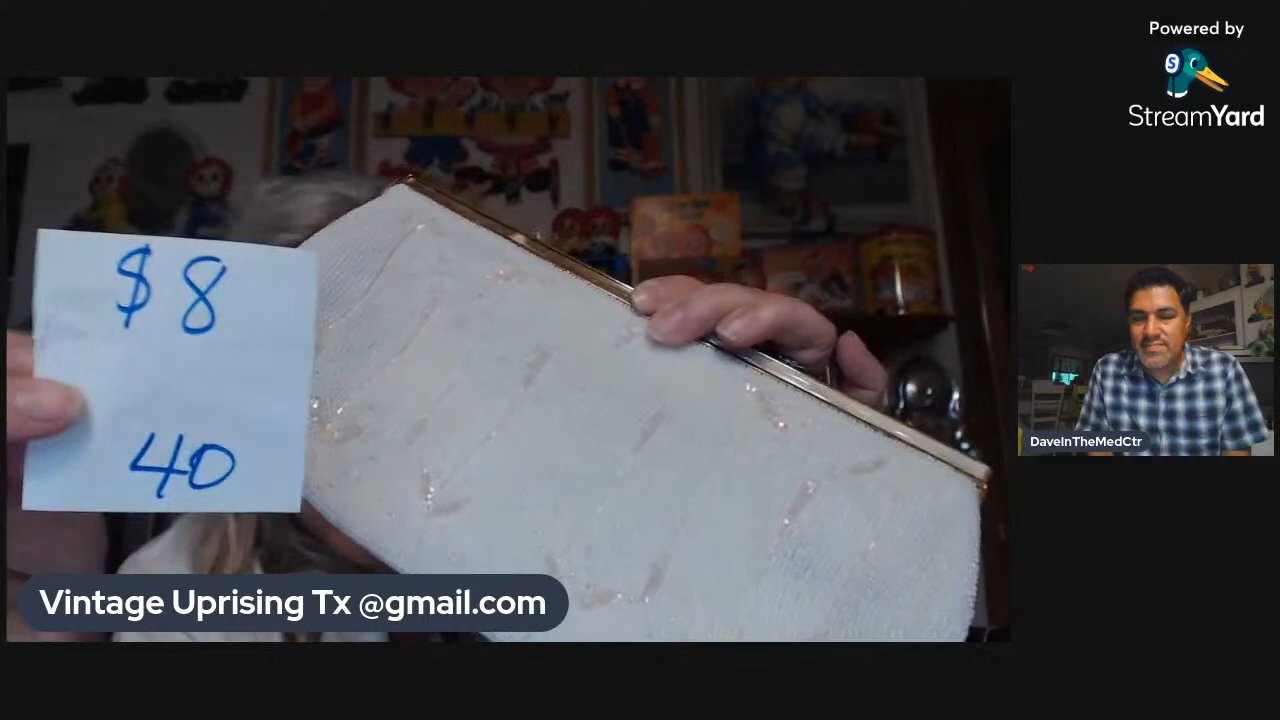 Powered by
StreamYard
$8
40
DaveInTheMedCtr
Vintage Uprising Tx @gmail.com